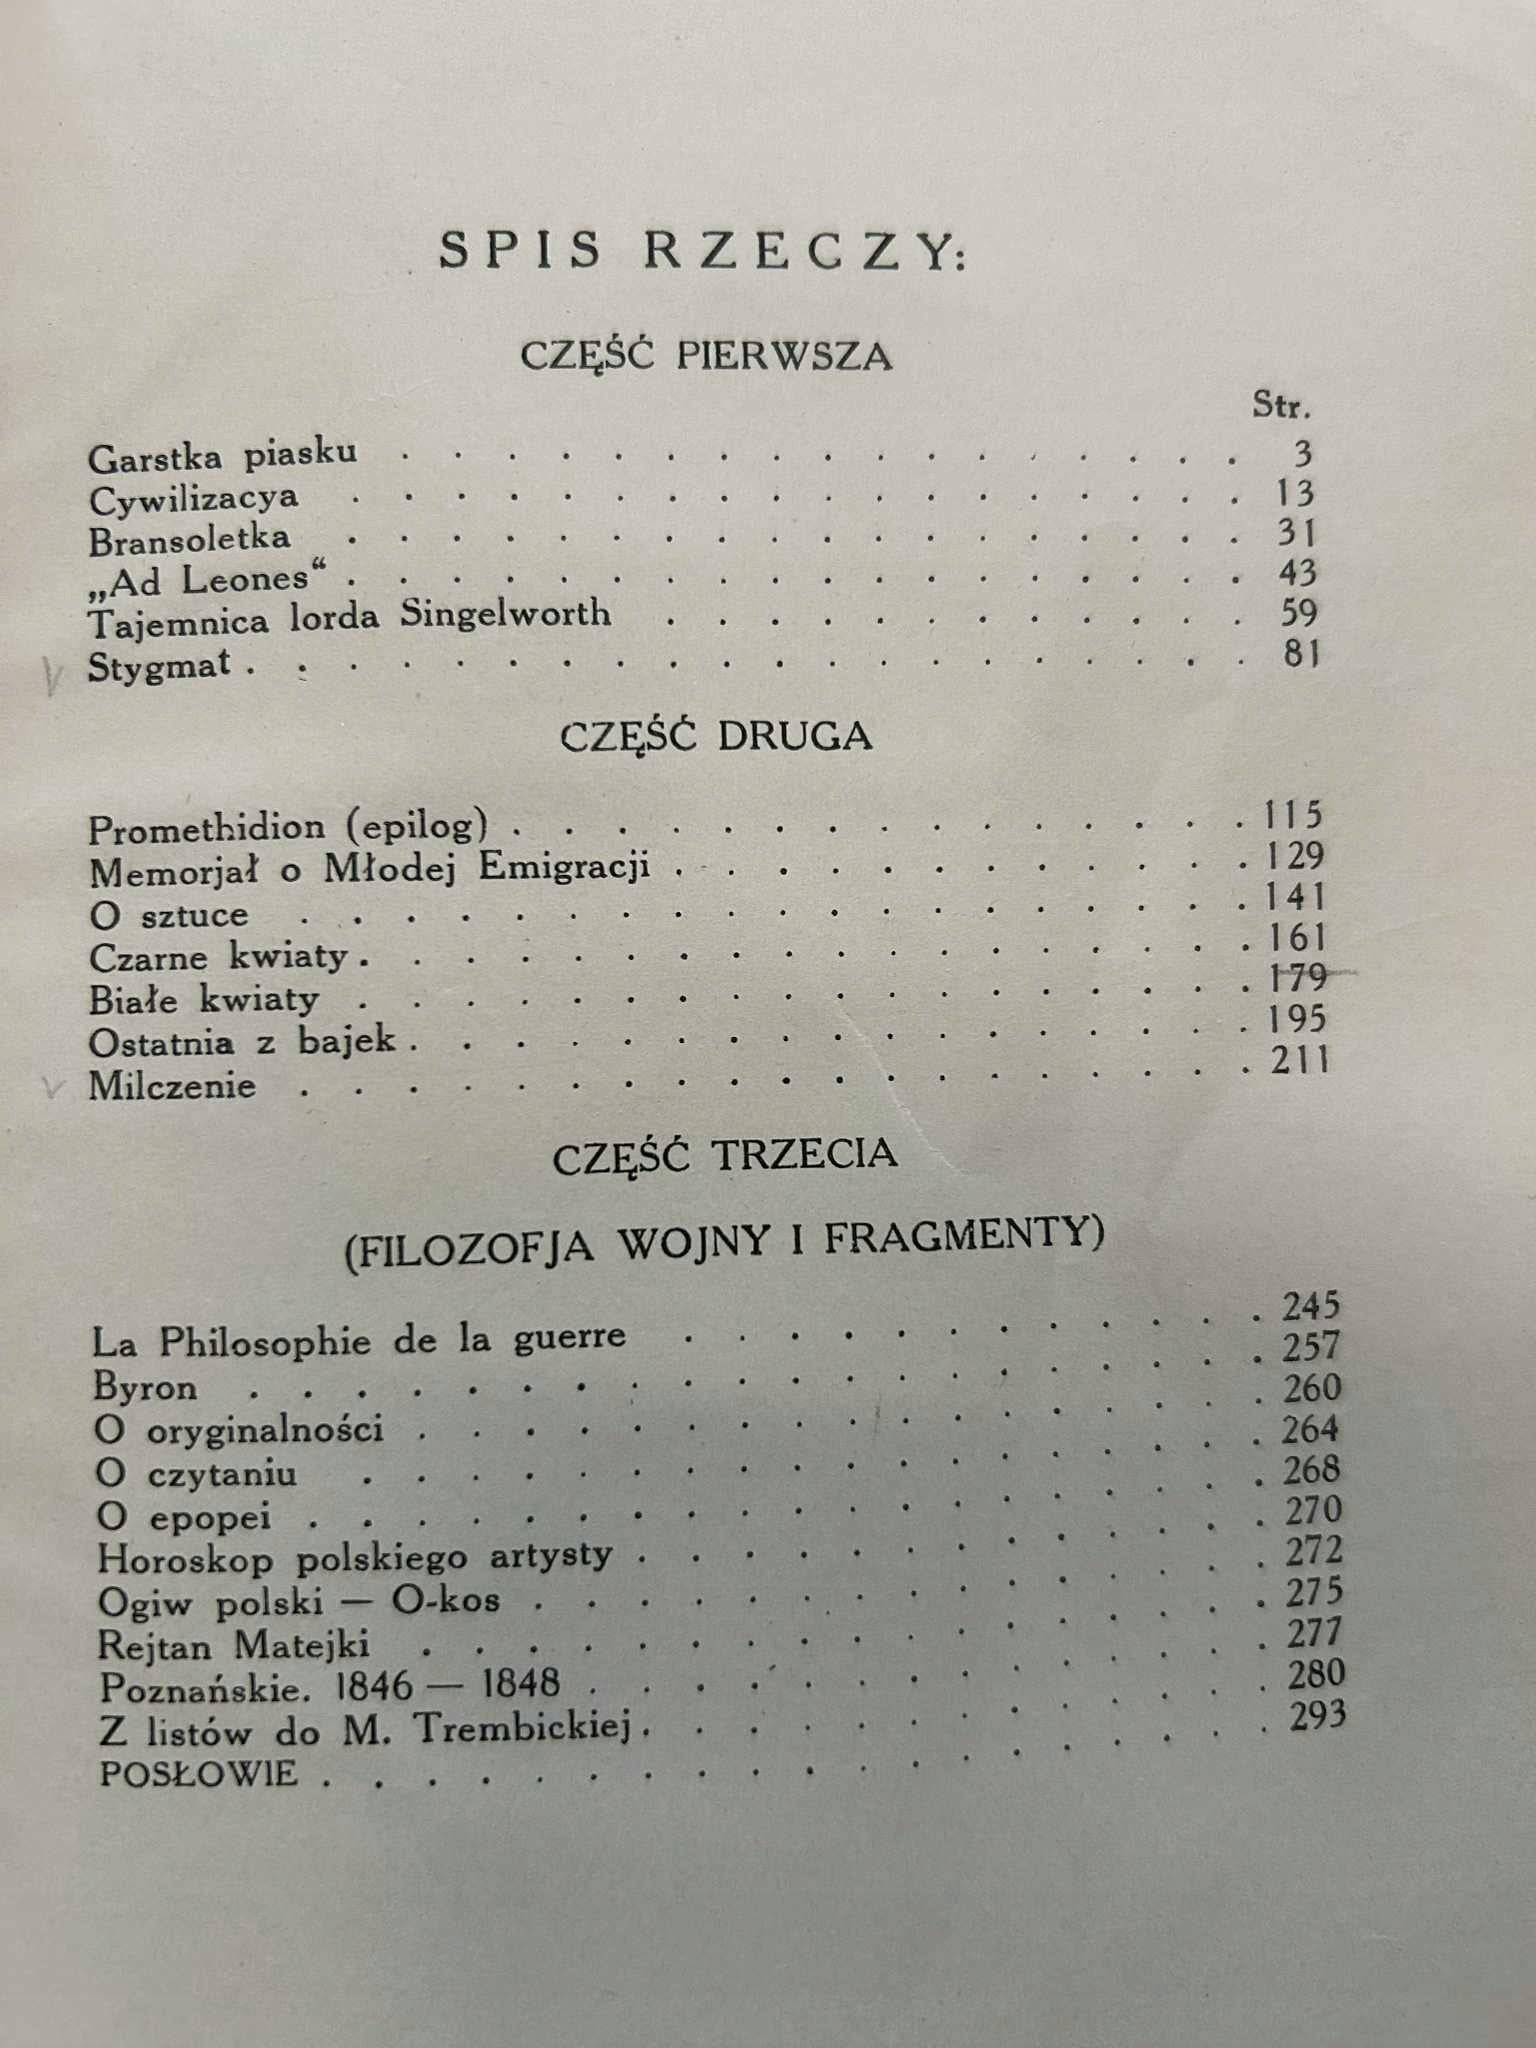 SPIS RZECZY:
CZĘŚĆ PIERWSZA
Str.
Garstka piasku . . . . . . . . . . . . . . . . . 3
Cywilizacya . . . . . . . . . . . . . . . . . . 13
Bransoletka . . . . . . . . . . . . . . . . . . 31
„Ad Leones“ . . . . . . . . . . . . . . . . . . 43
Tajemnica lorda Singelworth . . . . . . . . . . . . 59
Stygmat . . . . . . . . . . . . . . . . . . . . 81
CZĘŚĆ DRUGA
Promethidion (epilog) . . . . . . . . . . . . . . . 115
Memorjał o Młodej Emigracji . . . . . . . . . . . . 129
O sztuce . . . . . . . . . . . . . . . . . . . 141
Czarne kwiaty . . . . . . . . . . . . . . . . . . 161
Białe kwiaty . . . . . . . . . . . . . . . . . . 179
Ostatnia z bajek . . . . . . . . . . . . . . . . . 195
Milczenie . . . . . . . . . . . . . . . . . . . 211
CZĘŚĆ TRZECIA
(FILOZOFJA WOJNY I FRAGMENTY)
La Philosophie de la guerre . . . . . . . . . . . . 245
Byron . . . . . . . . . . . . . . . . . . . . 257
O oryginalności . . . . . . . . . . . . . . . . . 260
O czytaniu . . . . . . . . . . . . . . . . . . 264
O epopei . . . . . . . . . . . . . . . . . . . 268
Horoskop polskiego artysty . . . . . . . . . . . . . 270
Ogiw polski — O-kos . . . . . . . . . . . . . . . 272
Rejtan Matejki . . . . . . . . . . . . . . . . . 275
Poznańskie. 1846 — 1848 . . . . . . . . . . . . . . 277
Z listów do M. Trembickiej . . . . . . . . . . . . . 280
POSŁOWIE . . . . . . . . . . . . . . . . . . . 293